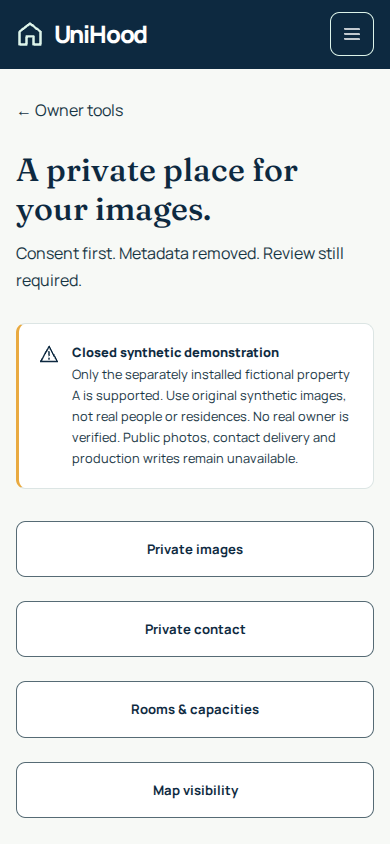 UniHood
← Owner tools
A private place for
your images.
Consent first. Metadata removed. Review still
required.
Closed synthetic demonstration
Only the separately installed fictional property
A is supported. Use original synthetic images,
not real people or residences. No real owner is
verified. Public photos, contact delivery and
production writes remain unavailable.
Private images
Private contact
Rooms & capacities
Map visibility